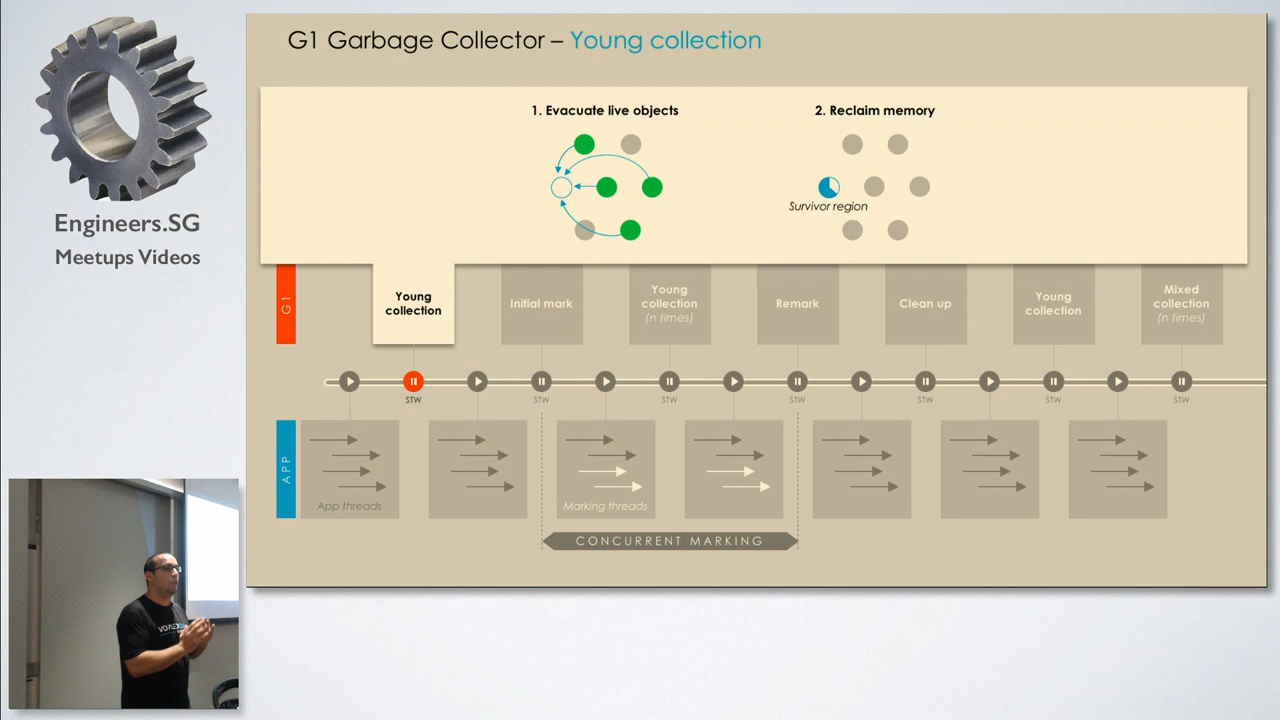 G1 Garbage Collector – Young collection
Engineers.SG
Meetups Videos
1. Evacuate live objects
2. Reclaim memory
Survivor region
G1
Young
collection
Initial mark
Young
collection
(n times)
Remark
Clean up
Young
collection
Mixed
collection
(n times)
STW
STW
STW
STW
STW
STW
STW
APP
App threads
Marking threads
CONCURRENT MARKING